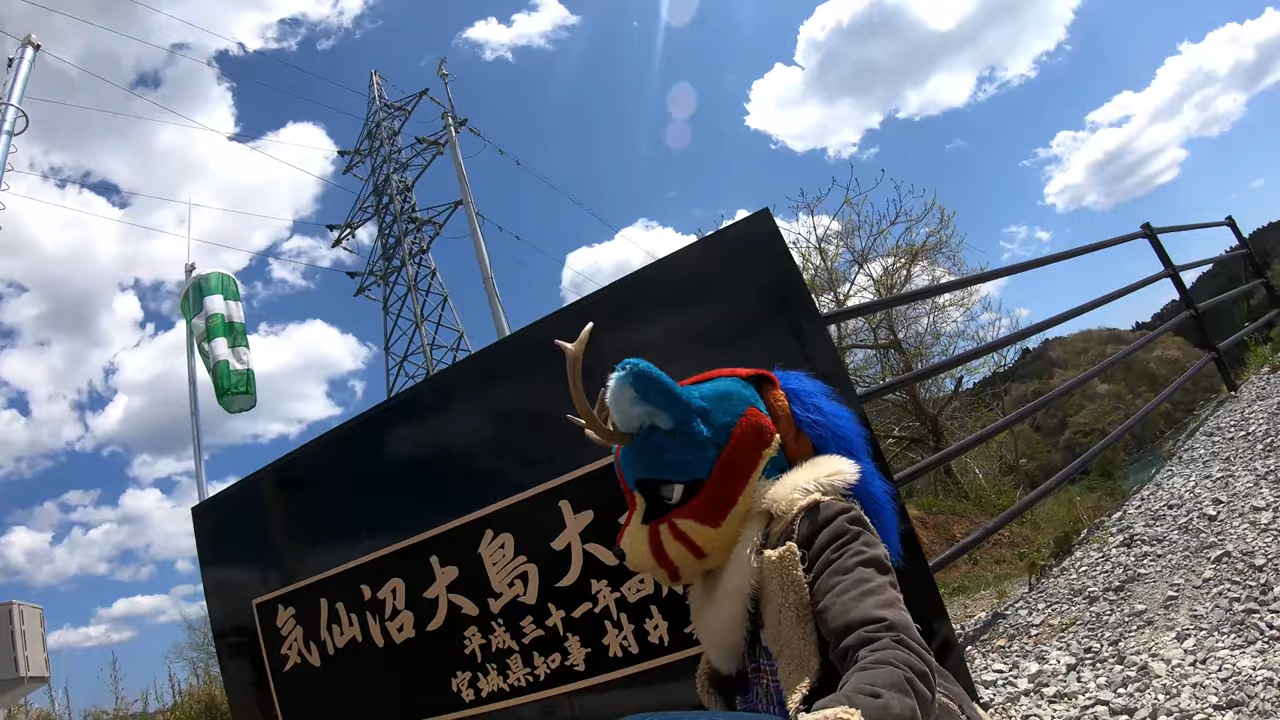 気仙沼大島大
平成三十一年四月
宮城県知事 村井